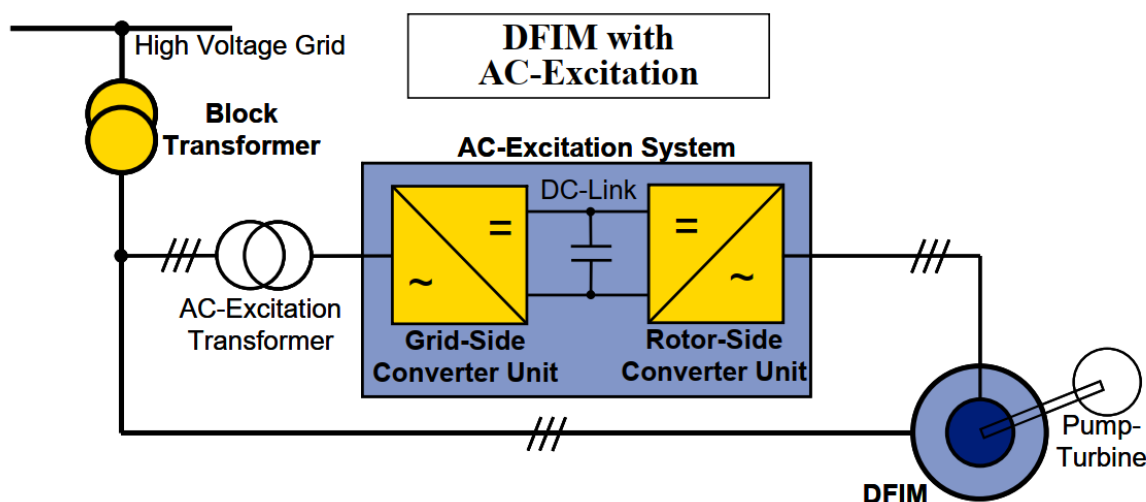 High Voltage Grid
DFIM with
AC-Excitation
Block
Transformer
AC-Excitation System
DC-Link
=
=
~
~
AC-Excitation
Transformer
Grid-Side
Converter Unit
Rotor-Side
Converter Unit
Pump-
Turbine
DFIM